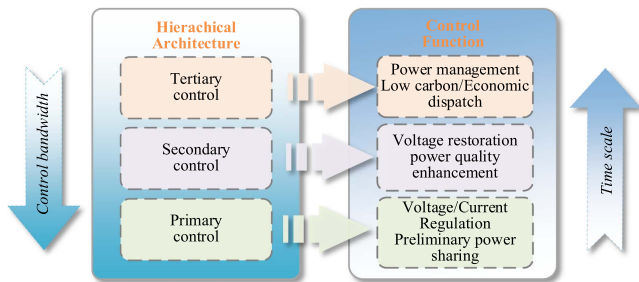 Hierachical
Architecture
Control
Function
Control bandwidth
Tertiary
control
Power management
Low carbon/Economic
dispatch
Secondary
control
Voltage restoration
power quality
enhancement
Primary
control
Voltage/Current
Regulation
Preliminary power
sharing
Time scale